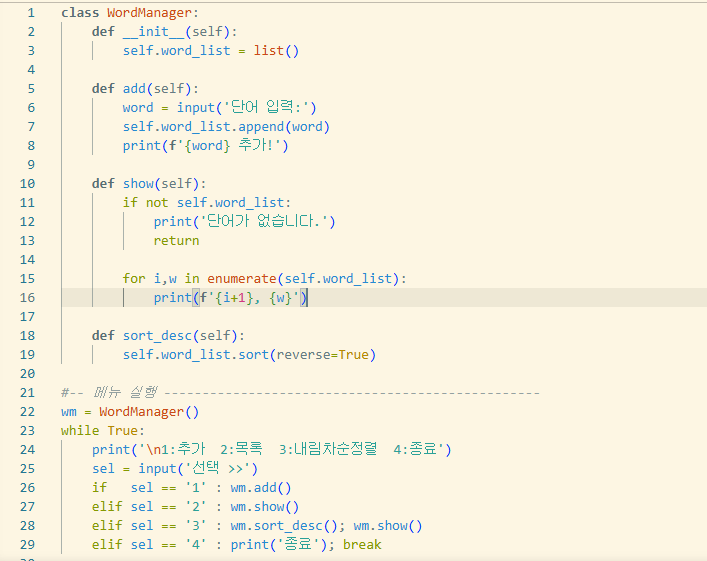 1 class WordManager:
2     def __init__(self):
3         self.word_list = list()
4
5     def add(self):
6         word = input('단어 입력:')
7         self.word_list.append(word)
8         print(f'{word} 추가!')
9
10     def show(self):
11         if not self.word_list:
12             print('단어가 없습니다.')
13             return
14
15         for i,w in enumerate(self.word_list):
16             print(f'{i+1}, {w}')
17
18     def sort_desc(self):
19         self.word_list.sort(reverse=True)
20
21 #-- 메뉴 실행 --------------------------------------------------
22 wm = WordManager()
23 while True:
24     print('\n1:추가  2:목록  3:내림차순정렬  4:종료')
25     sel = input('선택 >>')
26     if   sel == '1' : wm.add()
27     elif sel == '2' : wm.show()
28     elif sel == '3' : wm.sort_desc(); wm.show()
29     elif sel == '4' : print('종료'); break